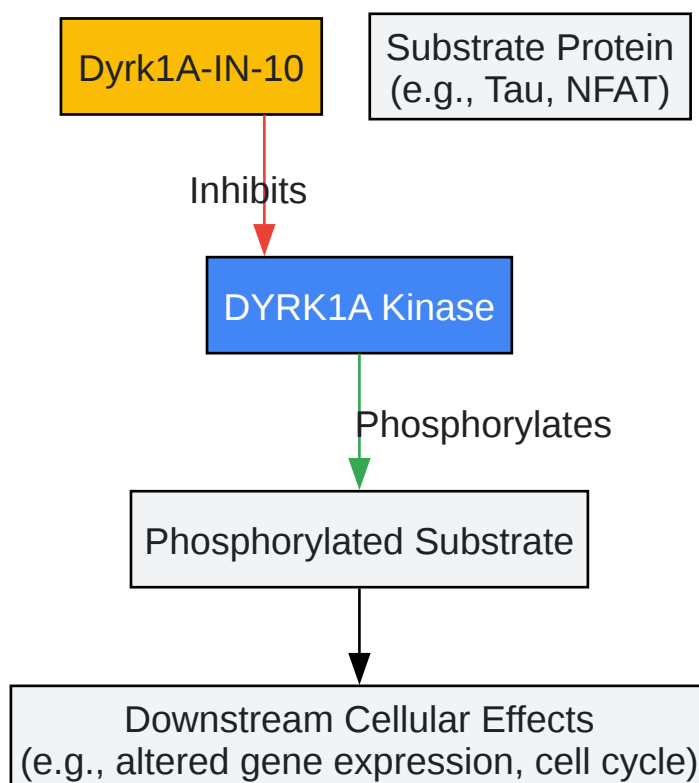 Dyrk1A-IN-10
Substrate Protein
(e.g., Tau, NFAT)
Inhibits
DYRK1A Kinase
Phosphorylates
Phosphorylated Substrate
Downstream Cellular Effects
(e.g., altered gene expression, cell cycle)